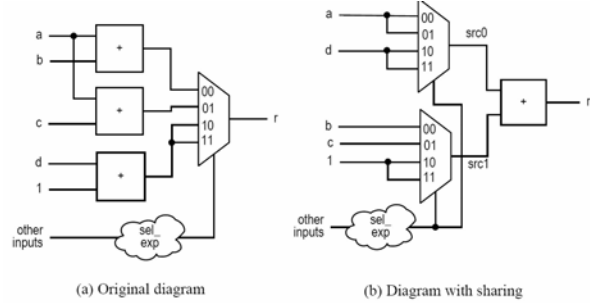 a
b
c
d
1
+
+
+
00
01
10
11
r
other
inputs
sel_
exp
(a) Original diagram
a
d
00
01
10
11
src0
b
c
1
00
01
10
11
src1
+
r
other
inputs
sel_
exp
(b) Diagram with sharing